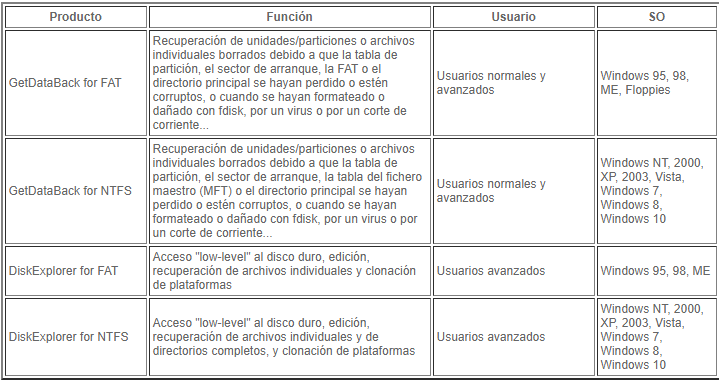 Producto Función Usuario SO
GetDataBack for FAT
Recuperación de unidades/particiones o archivos
individuales borrados debido a que la tabla de
partición, el sector de arranque, la FAT o el
directorio principal se hayan perdido o estén
corruptos, o cuando se hayan formateado o
dañado con fdisk, por un virus o por un corte de
corriente...
Usuarios normales y
avanzados
Windows 95, 98,
ME, Floppies
GetDataBack for NTFS
Recuperación de unidades/particiones o archivos
individuales borrados debido a que la tabla de
partición, el sector de arranque, la tabla del fichero
maestro (MFT) o el directorio principal se hayan
perdido o estén corruptos, o cuando se hayan
formateado o dañado con fdisk, por un virus o por
un corte de corriente...
Usuarios normales y
avanzados
Windows NT, 2000,
XP, 2003, Vista,
Windows 7,
Windows 8,
Windows 10
DiskExplorer for FAT
Acceso "low-level" al disco duro, edición,
recuperación de archivos individuales y clonación
de plataformas
Usuarios avanzados
Windows 95, 98, ME
DiskExplorer for NTFS
Acceso "low-level" al disco duro, edición,
recuperación de archivos individuales y de
directorios completos, y clonación de plataformas
Usuarios avanzados
Windows NT, 2000,
XP, 2003, Vista,
Windows 7,
Windows 8,
Windows 10